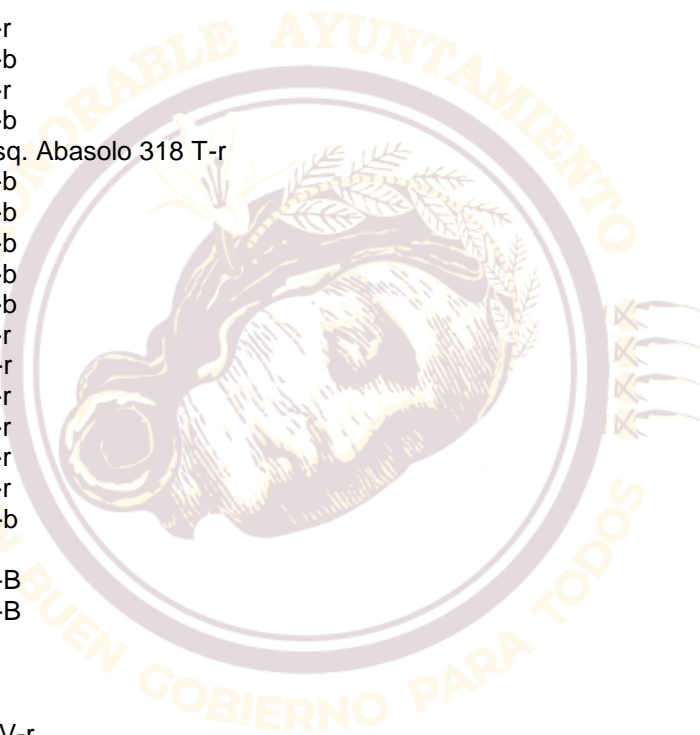 -r
-b
-r
-b
sq. Abasolo 318 T-r
-b
-b
-b
-b
-b
-r
-r
-r
-r
-r
-r
-b
-B
-B
V-r
HONORABLE AYUNTAMIENTO
N BUEN GOBIERNO PARA TODOS